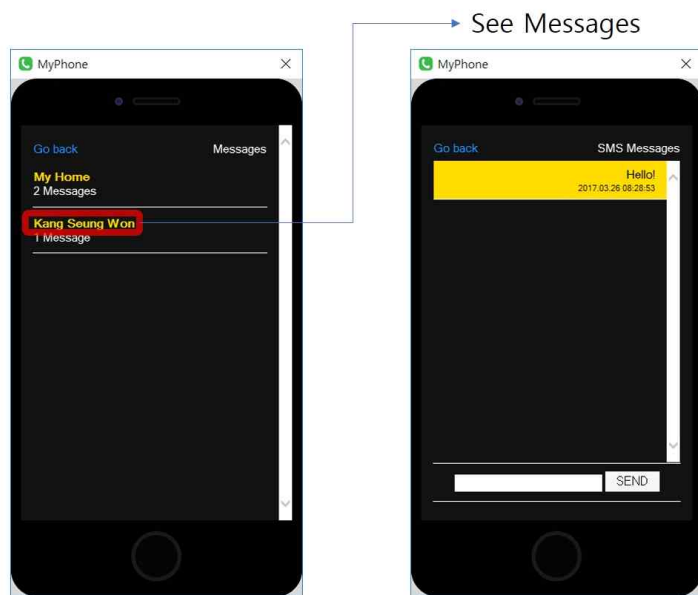 See Messages
MyPhone
Go back
Messages
My Home
2 Messages
Kang Seung Won
1 Message
MyPhone
Go back
SMS Messages
Hello!
2017.03.26 08:28:53
SEND